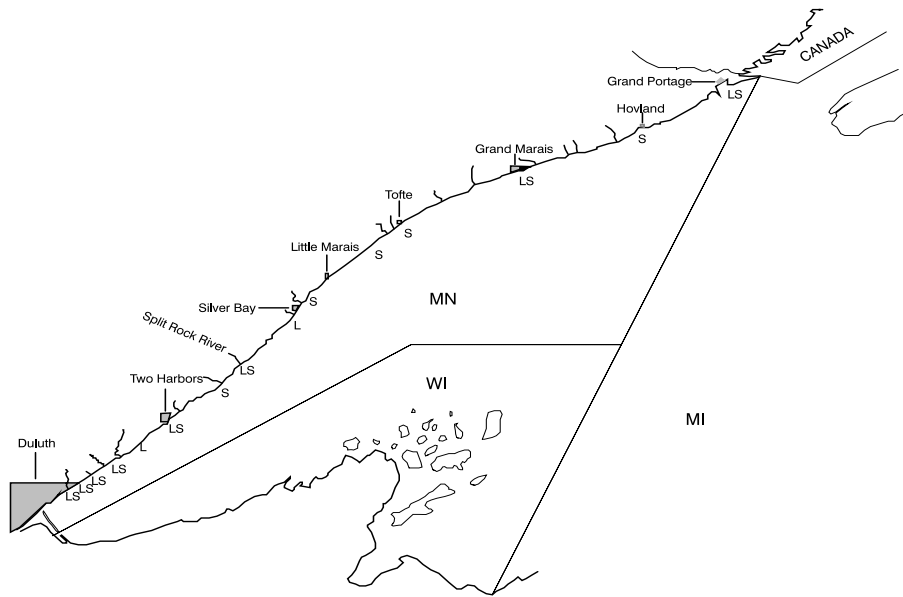 CANADA
Grand Portage
LS
Hovland
S
Grand Marais
LS
Tofte
S
S
Little Marais
S
Silver Bay
L
MN
Split Rock River
LS
Two Harbors
S
WI
LS
MI
Duluth
L
LS
LS
LS
LS